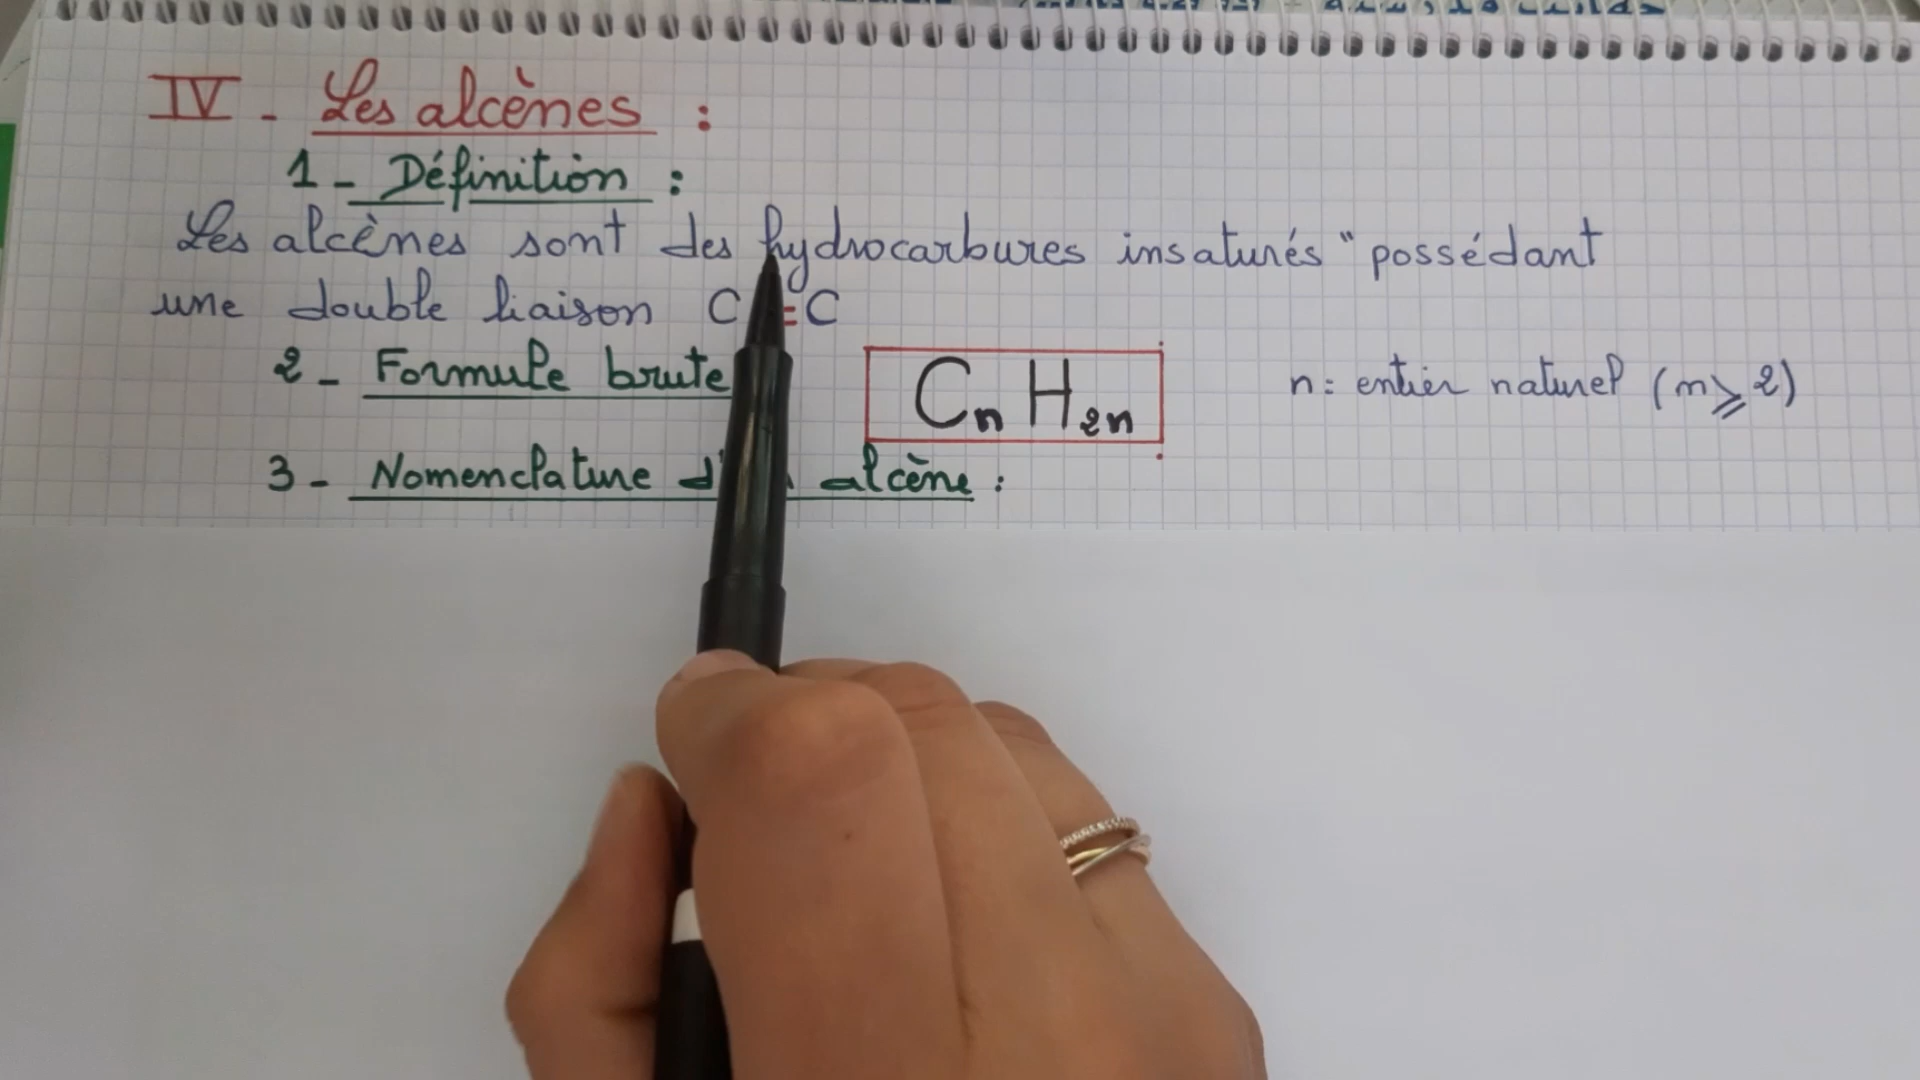 IV - Les alcènes :
1 - Définition :
Les alcènes sont des hydrocarbures insaturés " possédant
une double liaison C = C
2 - Formule brute CnH2n n = entier naturel (n ⩾ 2)
3 - Nomenclature d' alcène :